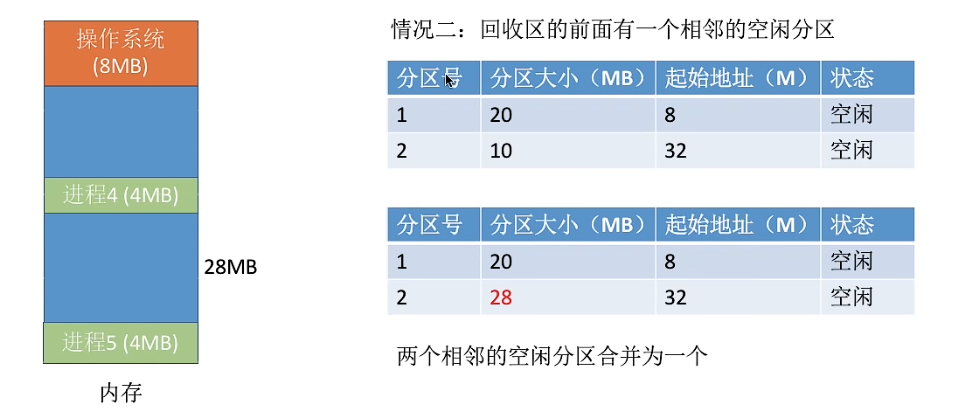 操作系统
(8MB)
进程4 (4MB)
28MB
进程5 (4MB)
内存
情况二：回收区的前面有一个相邻的空闲分区
分区号 分区大小（MB） 起始地址（M） 状态
1 20 8 空闲
2 10 32 空闲
分区号 分区大小（MB） 起始地址（M） 状态
1 20 8 空闲
2 28 32 空闲
两个相邻的空闲分区合并为一个